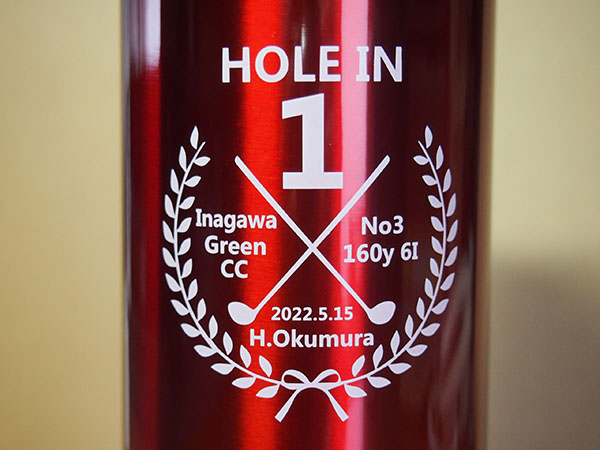 HOLE IN
1
Inagawa
Green
CC
No3
160y 6I
2022.5.15
H.Okumura